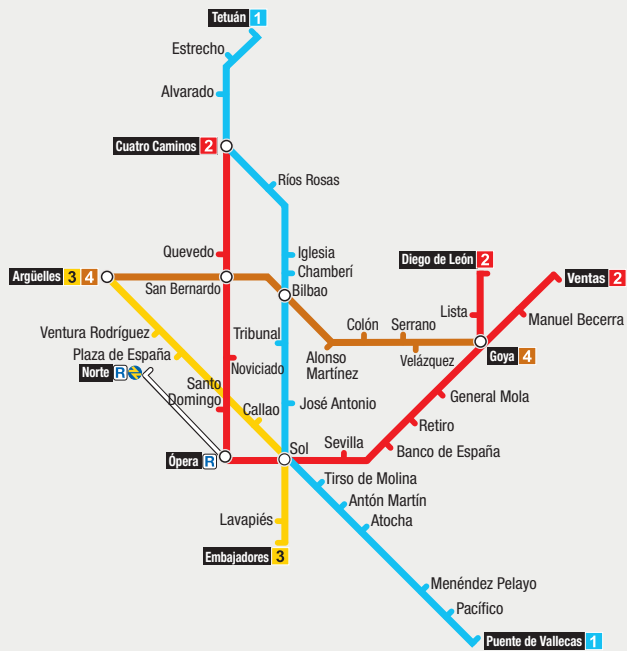 Tetuán 1
Estrecho
Alvarado
Cuatro Caminos 2
Ríos Rosas
Quevedo
Iglesia
Chamberí
Diego de León 2
Argüelles 3 4
San Bernardo
Bilbao
Ventas 2
Lista
Manuel Becerra
Ventura Rodríguez
Tribunal
Colón
Serrano
Plaza de España
Alonso
Martínez
Velázquez
Goya 4
Norte R
Noviciado
Santo
Domingo
Callao
José Antonio
General Mola
Retiro
Ópera R
Sol
Sevilla
Banco de España
Tirso de Molina
Antón Martín
Lavapiés
Atocha
Embajadores 3
Menéndez Pelayo
Pacífico
Puente de Vallecas 1